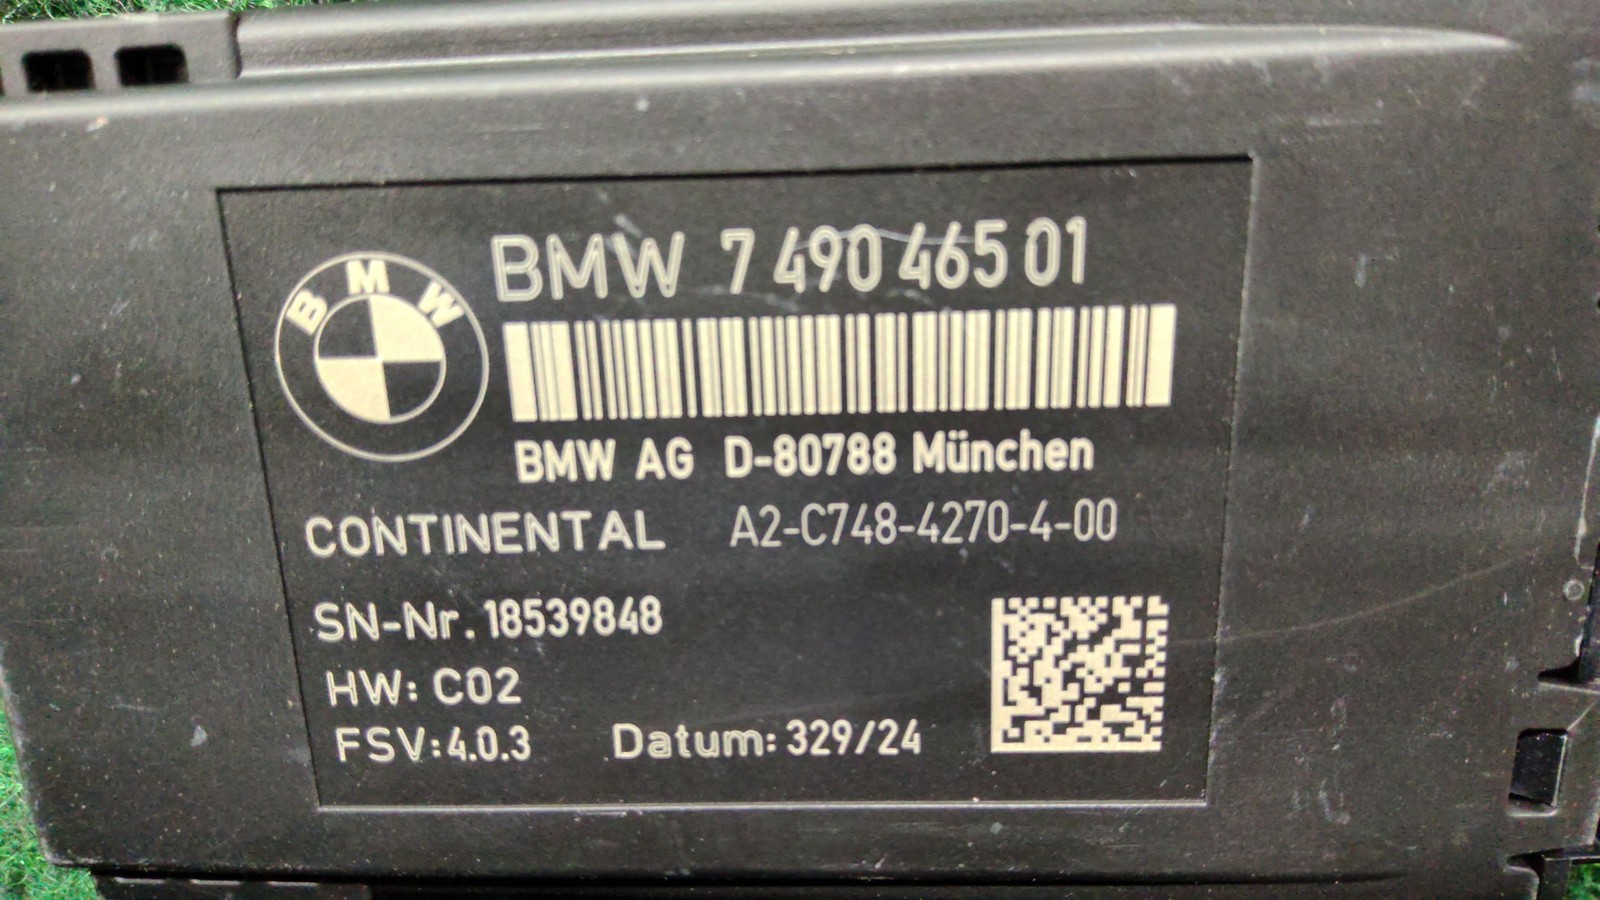 BMW
BMW 7 490 465 01
BMW AG D-80788 München
CONTINENTAL A2-C748-4270-4-00
SN-Nr. 18539848
HW: C02
FSV:4.0.3 Datum: 329/24